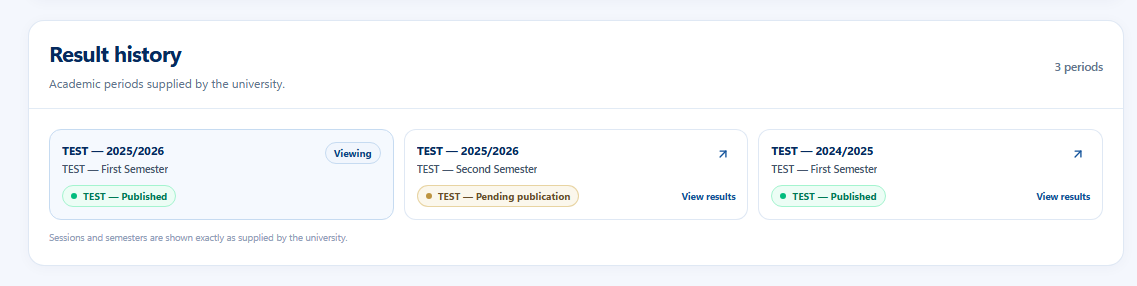 Result history
Academic periods supplied by the university.
3 periods
TEST — 2025/2026
Viewing
TEST — First Semester
TEST — Published
TEST — 2025/2026
TEST — Second Semester
TEST — Pending publication
View results
TEST — 2024/2025
TEST — First Semester
TEST — Published
View results
Sessions and semesters are shown exactly as supplied by the university.